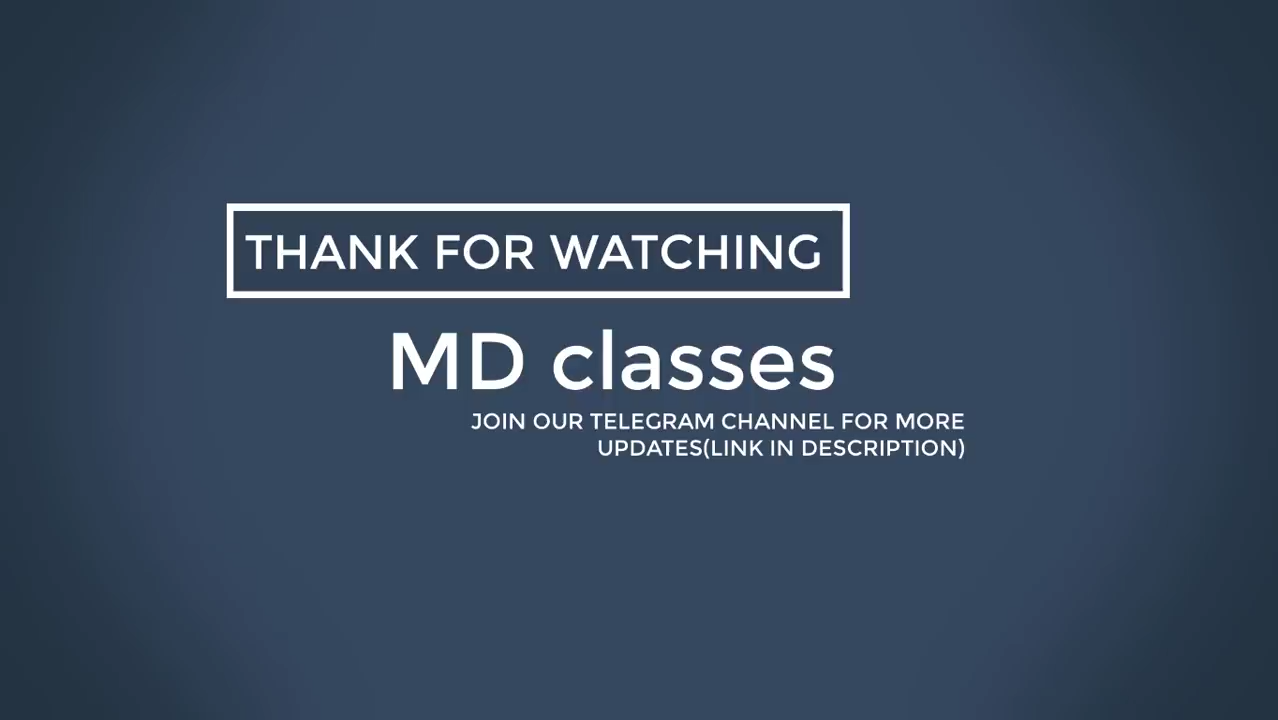 THANK FOR WATCHING
MD classes
JOIN OUR TELEGRAM CHANNEL FOR MORE
UPDATES(LINK IN DESCRIPTION)